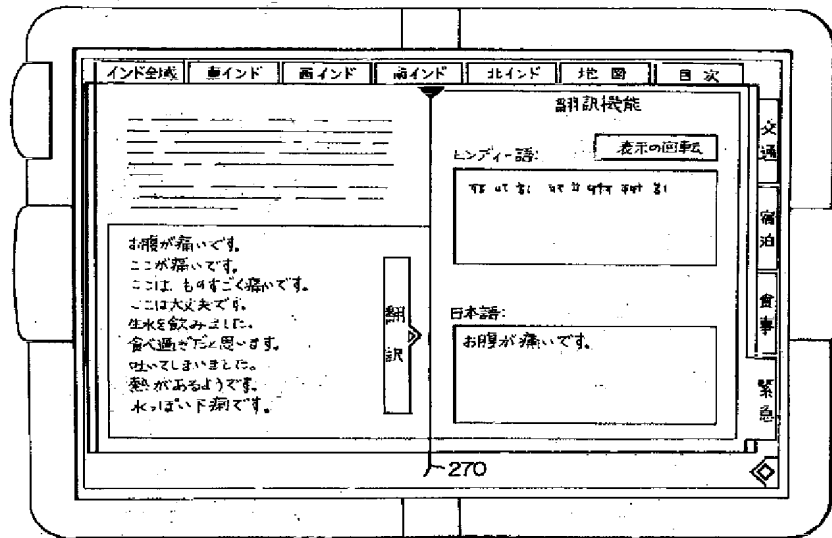 インド全域 東インド 西インド 南インド 北インド 地図 目次
翻訳機能
ヒンディー語:
表示の回転
お腹が痛いです。
ここが痛いです。
ここは、ものすごく痛いです。
ここは大丈夫です。
生水を飲みました。
食べ過ぎだと思います。
吐いてしまいました。
熱があるようです。
水っぽい下痢です。
翻訳
日本語:
お腹が痛いです。
交通
宿泊
食事
緊急
270